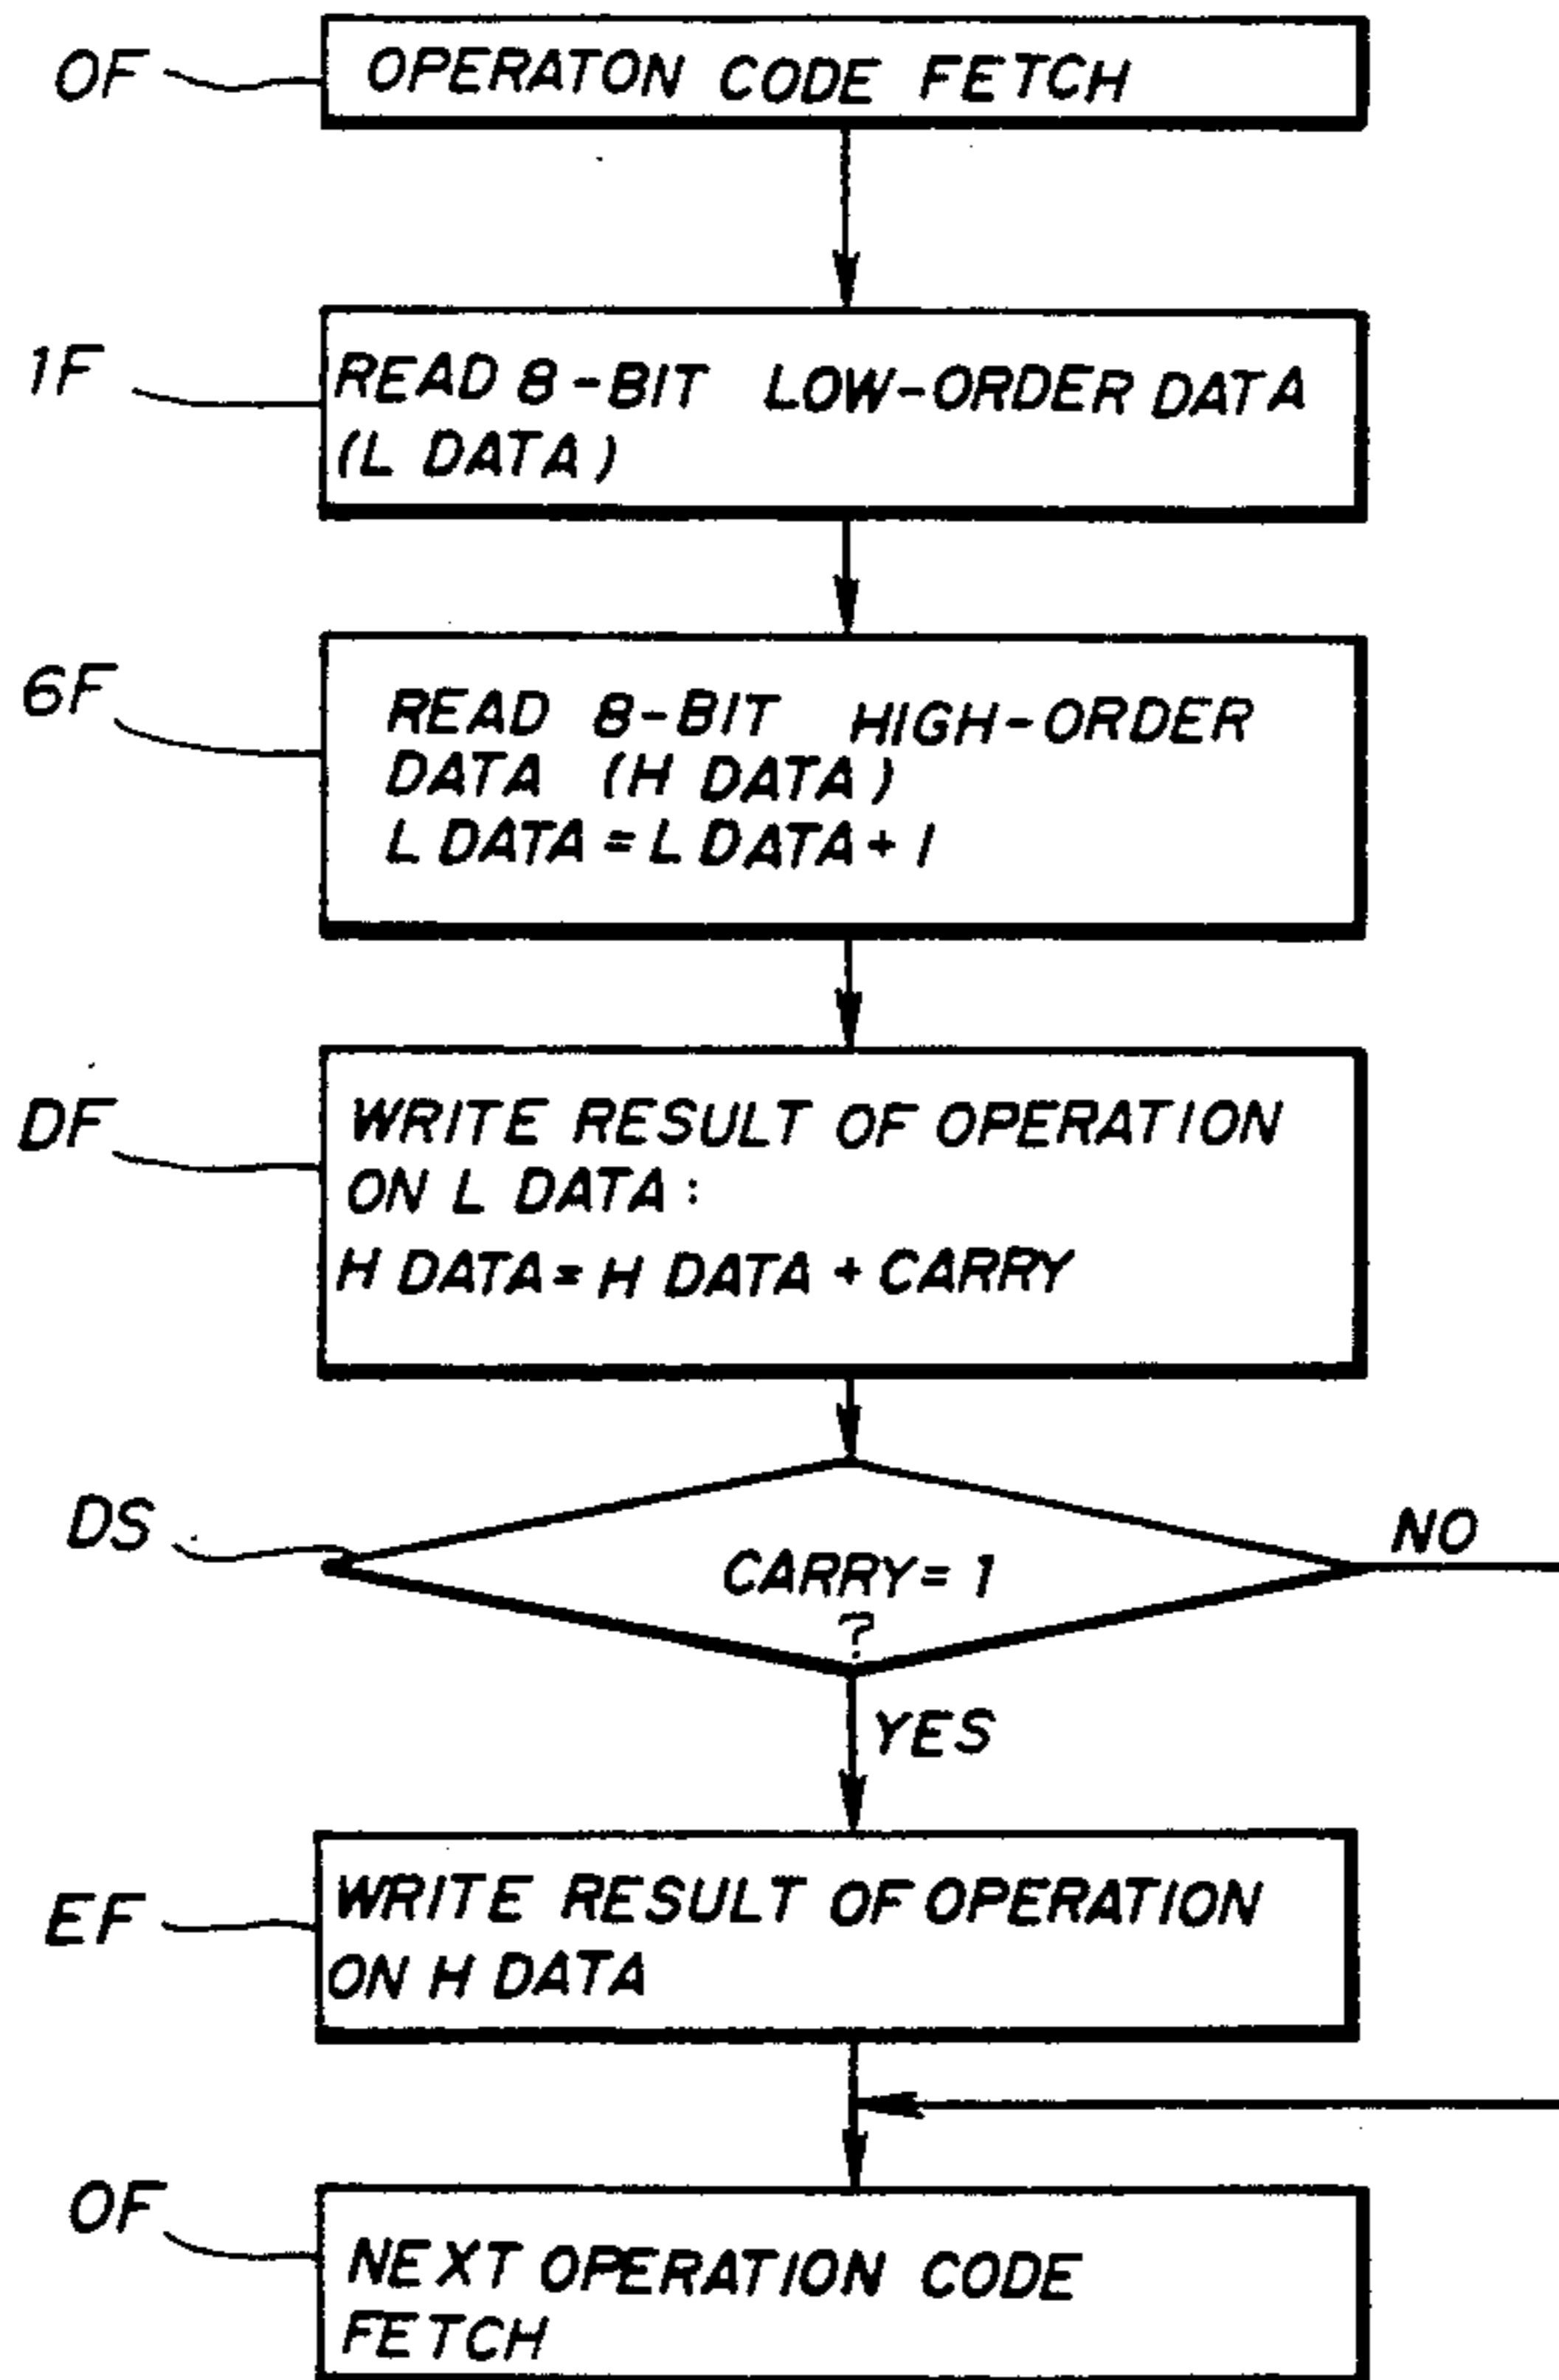 OF
OPERATON CODE FETCH
1F
READ 8-BIT LOW-ORDER DATA
(L DATA)
6F
READ 8-BIT HIGH-ORDER
DATA (H DATA)
L DATA = L DATA + 1
DF
WRITE RESULT OF OPERATION
ON L DATA:
H DATA = H DATA + CARRY
DS
CARRY = 1
?
NO
YES
EF
WRITE RESULT OF OPERATION
ON H DATA
OF
NEXT OPERATION CODE
FETCH